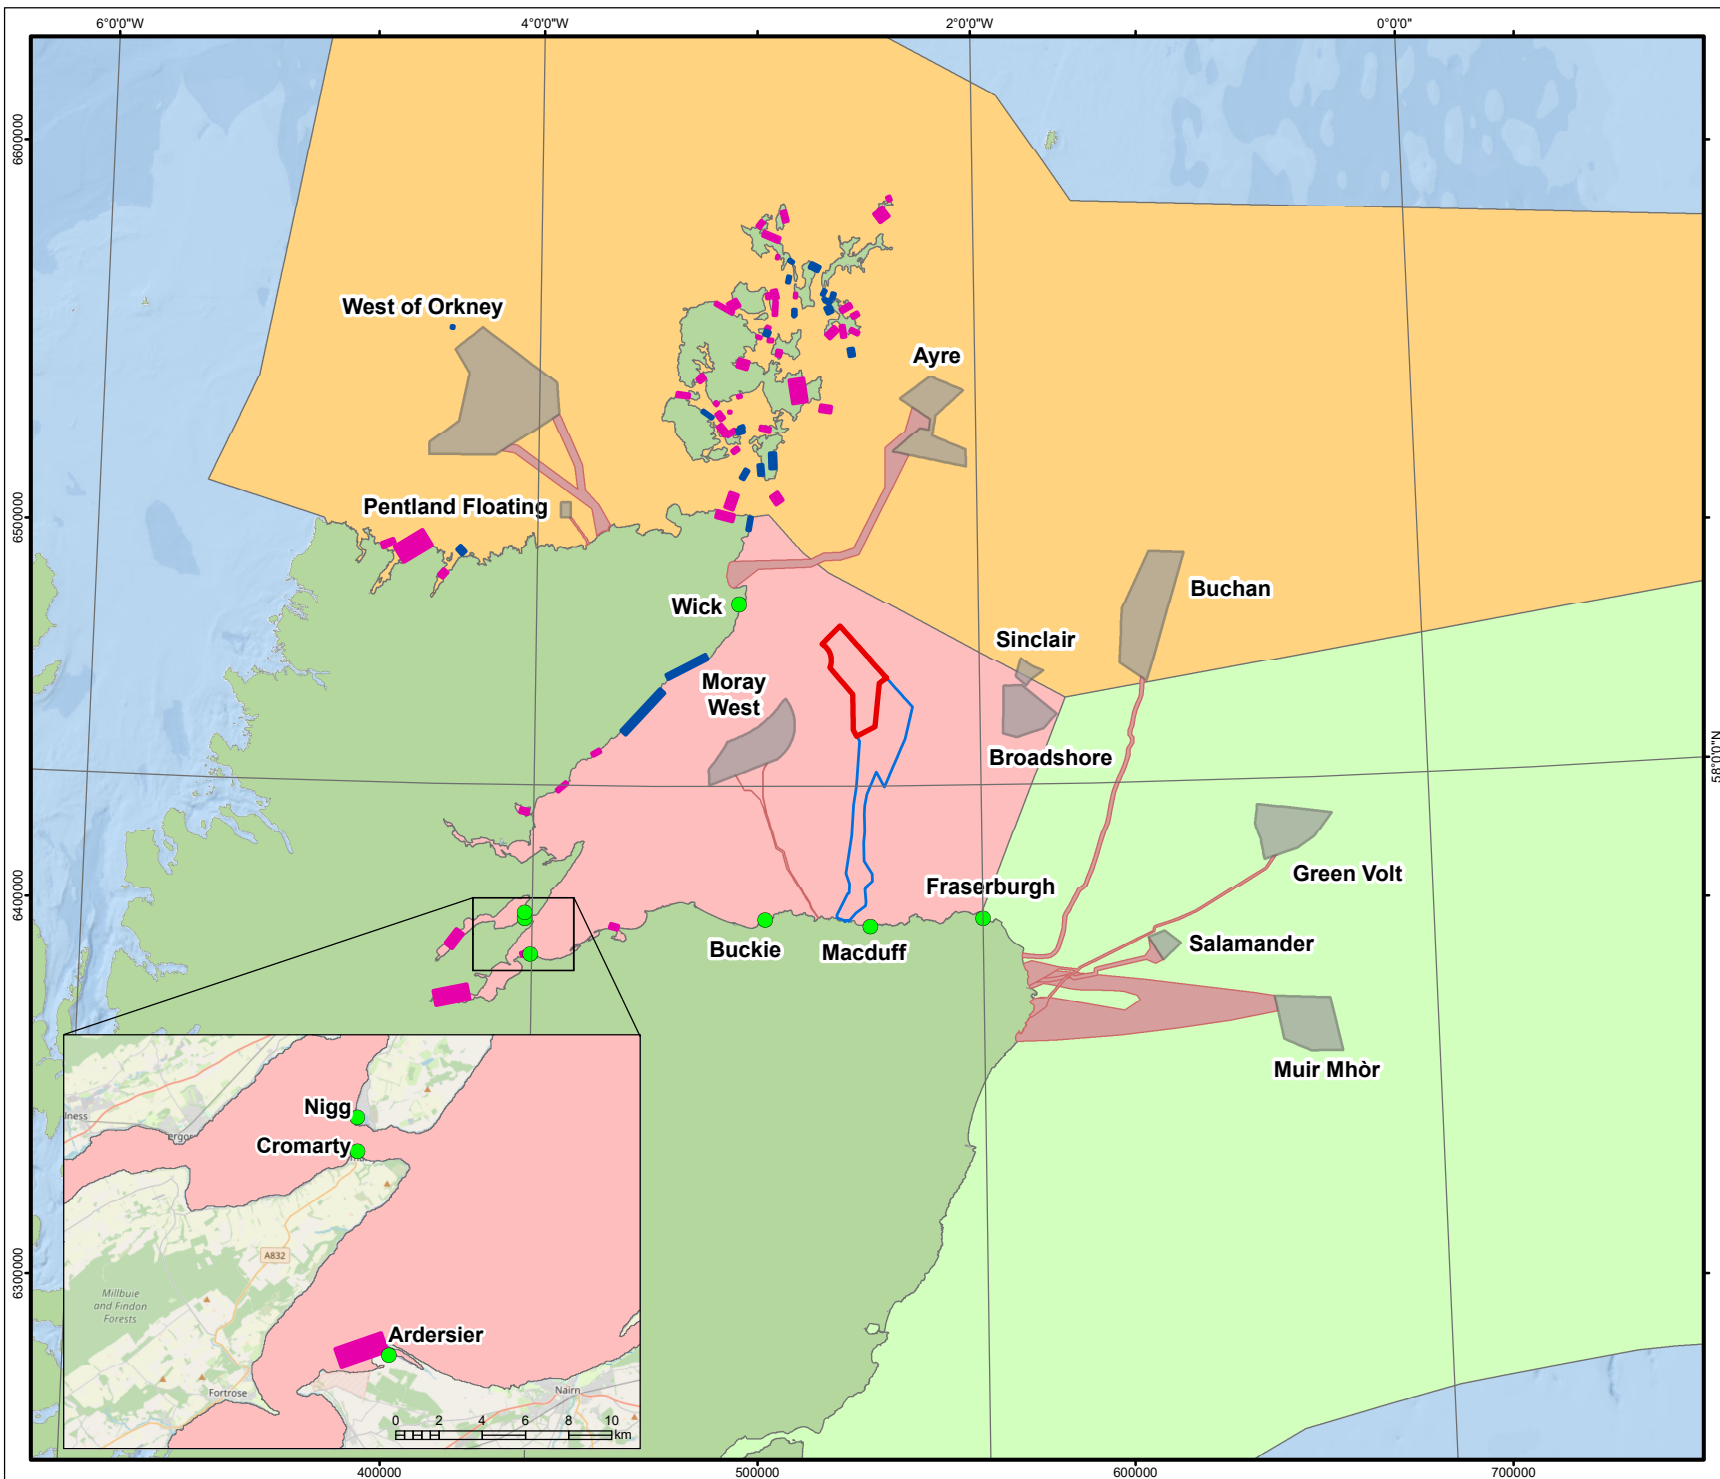 6°0'0"W
4°0'0"W
2°0'0"W
0°0'0"
6600000
6500000
6400000
6300000
58°0'0"N
West of Orkney
Ayre
Pentland Floating
Buchan
Wick
Sinclair
Moray
West
Broadshore
Green Volt
Fraserburgh
Buckie
Macduff
Salamander
Muir Mhòr
Nigg
lness
ergor
Cromarty
A832
Millbuie
and Findon
Forests
Ardersier
Fortrose
Nairn
0 2 4 6 8 10
km
400000
500000
600000
700000